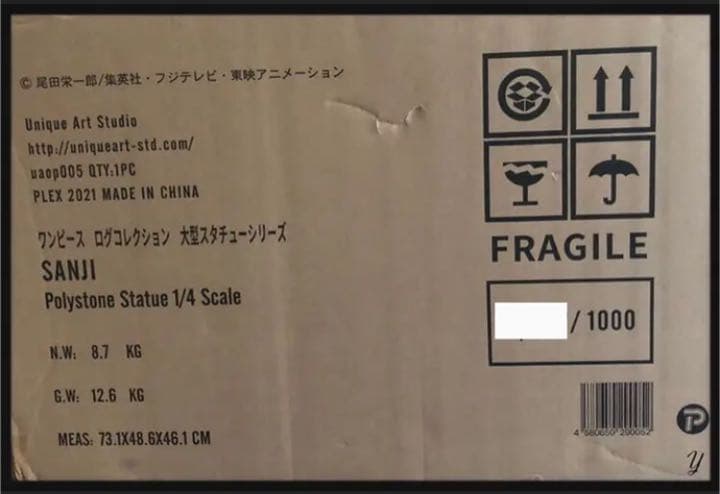 © 尾田栄一郎/集英社・フジテレビ・東映アニメーション
Unique Art Studio
http://uniqueart-std.com/
uaop005 QTY:1PC
PLEX 2021 MADE IN CHINA
ワンピース ログコレクション 大型スタチューシリーズ
SANJI
Polystone Statue 1/4 Scale
N.W: 8.7 KG
G.W: 12.6 KG
MEAS: 73.1X48.6X46.1 CM
FRAGILE
/ 1000